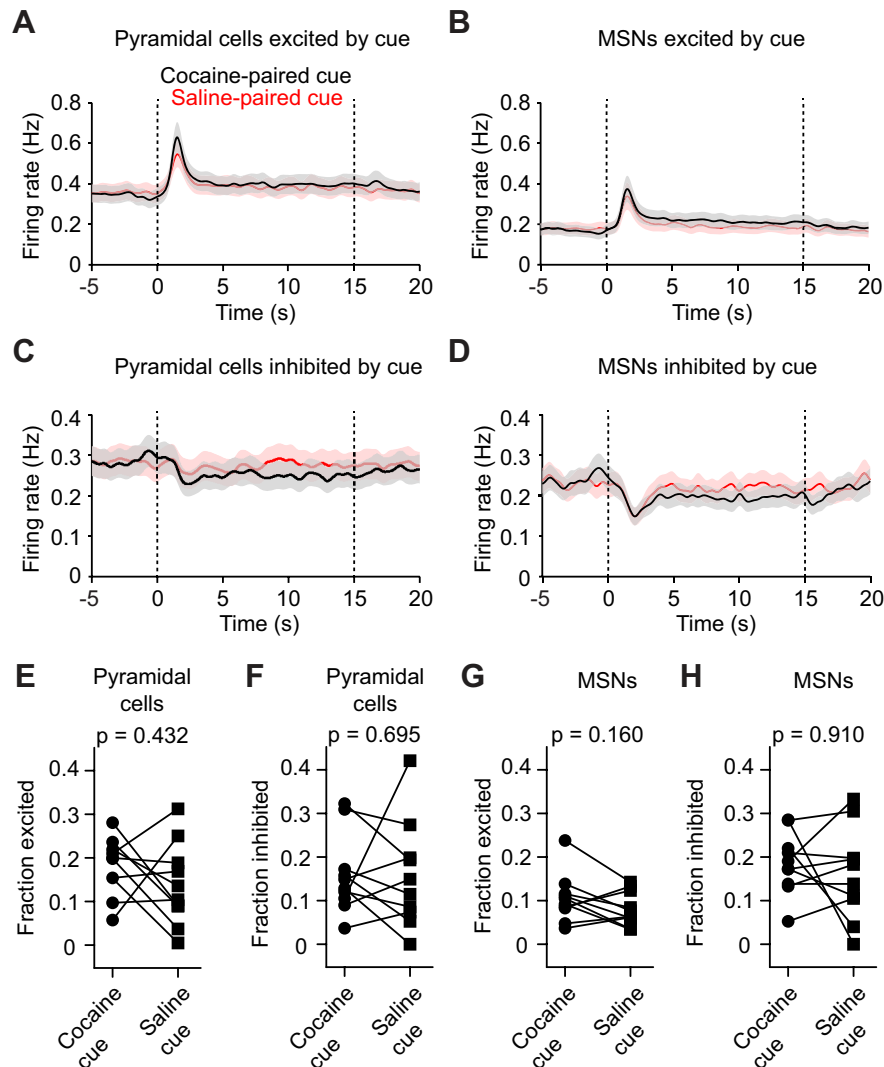 A
Pyramidal cells excited by cue
Cocaine-paired cue
Saline-paired cue
Firing rate (Hz)
0.8
0.6
0.4
0.2
0
-5
0
5
10
15
20
Time (s)
B
MSNs excited by cue
Firing rate (Hz)
0.8
0.6
0.4
0.2
0
-5
0
5
10
15
20
Time (s)
C
Pyramidal cells inhibited by cue
Firing rate (Hz)
0.4
0.3
0.2
0.1
0
-5
0
5
10
15
20
Time (s)
D
MSNs inhibited by cue
Firing rate (Hz)
0.4
0.3
0.2
0.1
0
-5
0
5
10
15
20
Time (s)
E
Pyramidal
cells
p = 0.432
Fraction excited
0.4
0.3
0.2
0.1
0
Cocaine
cue
Saline
cue
F
Pyramidal
cells
p = 0.695
Fraction inhibited
0.4
0.3
0.2
0.1
0
Cocaine
cue
Saline
cue
G
MSNs
p = 0.160
Fraction excited
0.4
0.3
0.2
0.1
0
Cocaine
cue
Saline
cue
H
MSNs
p = 0.910
Fraction inhibited
0.4
0.3
0.2
0.1
0
Cocaine
cue
Saline
cue